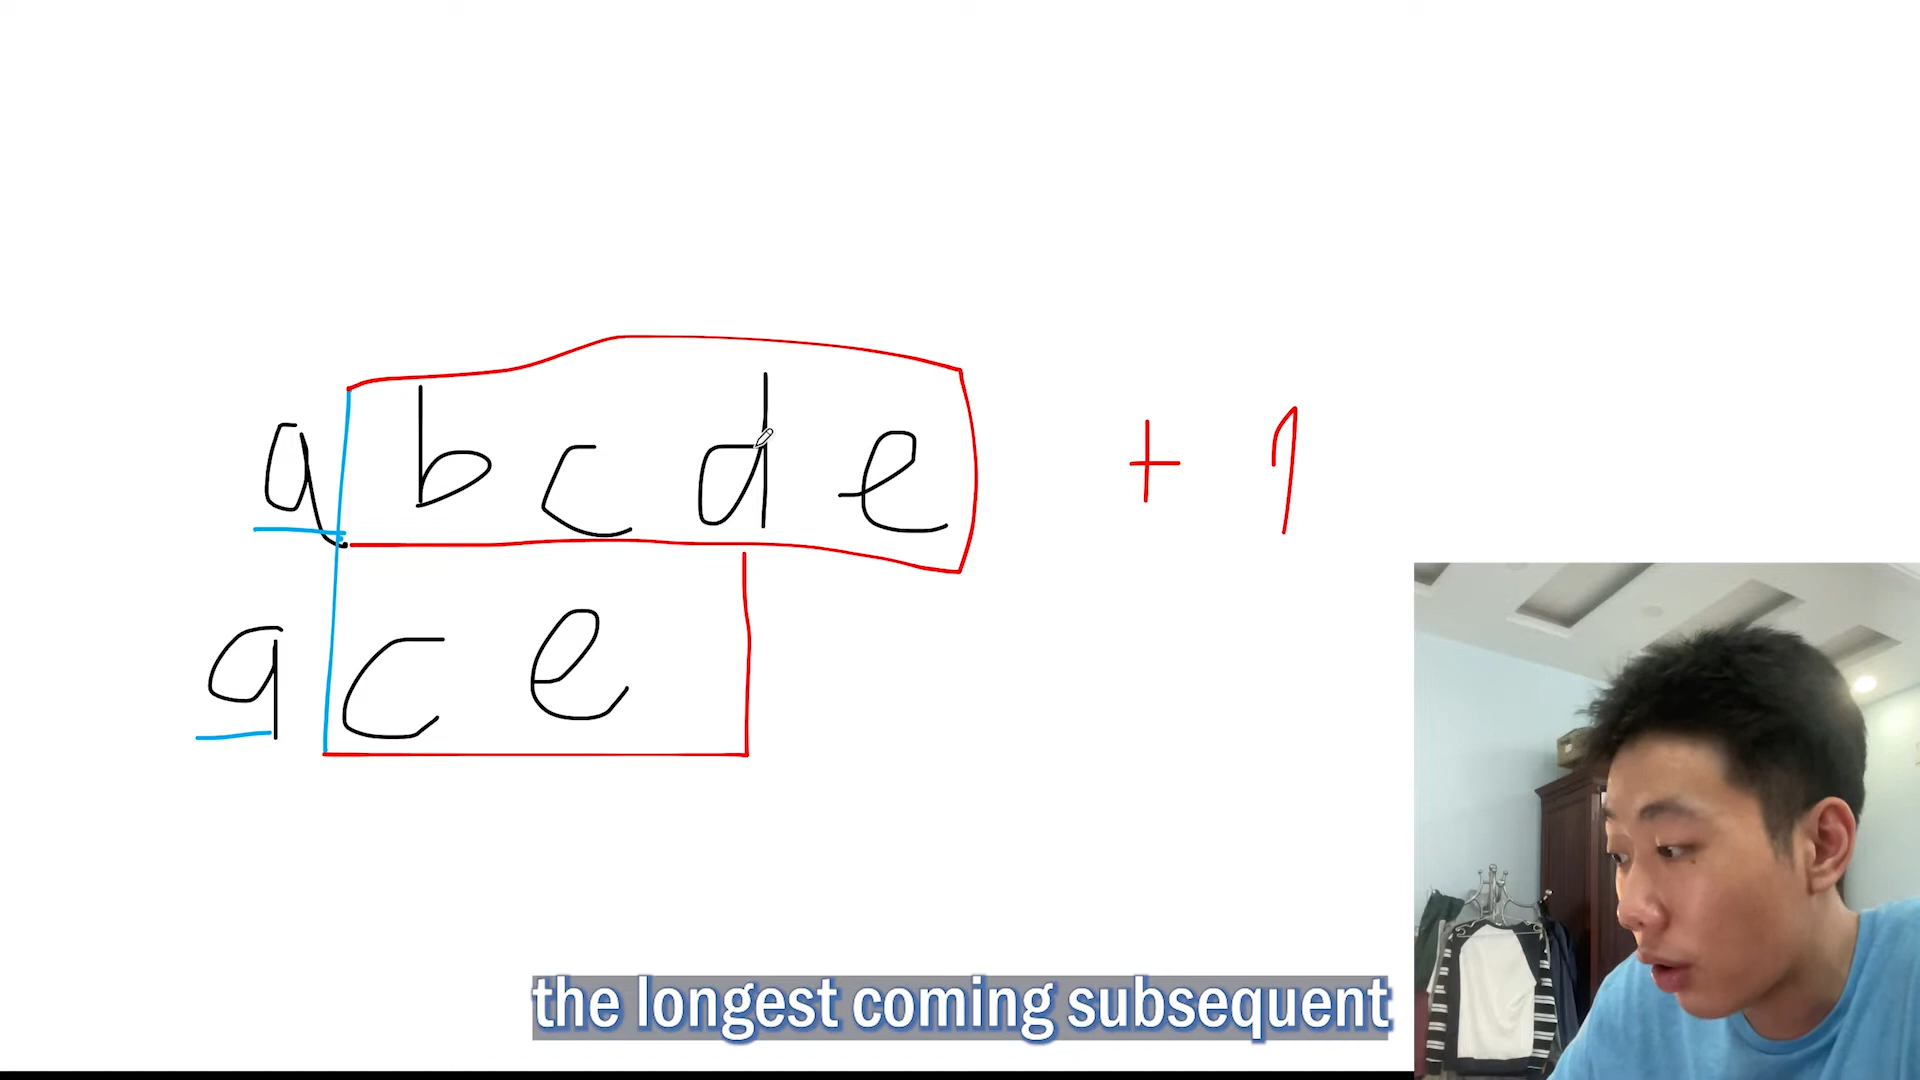 a b c d e + 1
a c e
the longest coming subsequent